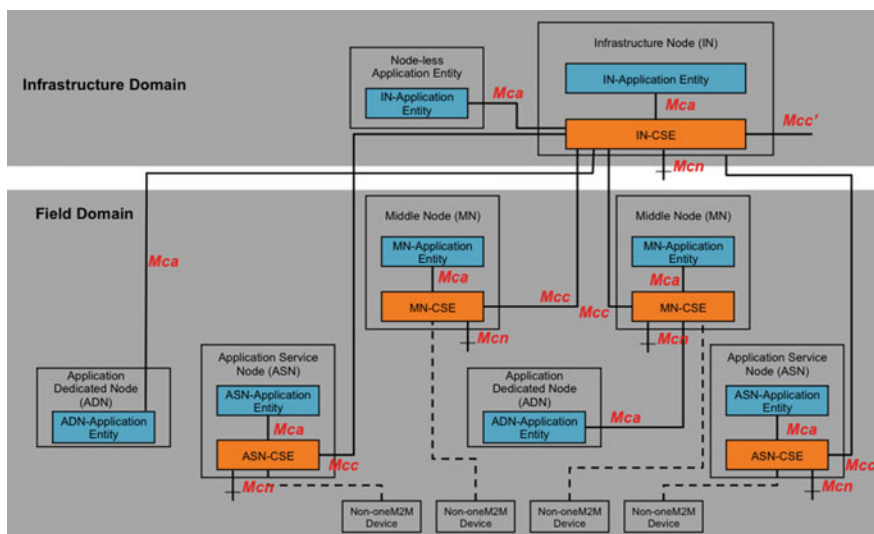 Infrastructure Domain
Node-less
Application Entity
IN-Application
Entity
Mca
Infrastructure Node (IN)
IN-Application Entity
Mca
IN-CSE
Mcc'
Mcn
Field Domain
Mca
Middle Node (MN)
MN-Application
Entity
Mca
MN-CSE
Mcc
Mcn
Middle Node (MN)
MN-Application
Entity
Mca
Mcc
MN-CSE
Mcn
Application
Dedicated Node
(ADN)
ADN-Application
Entity
Application Service
Node (ASN)
ASN-Application
Entity
Mca
ASN-CSE
Mcc
Mcn
Application
Dedicated Node
(ADN)
ADN-Application
Entity
Mca
Application Service
Node (ASN)
ASN-Application
Entity
Mca
ASN-CSE
Mcc
Mcn
Non-oneM2M
Device
Non-oneM2M
Device
Non-oneM2M
Device
Non-oneM2M
Device